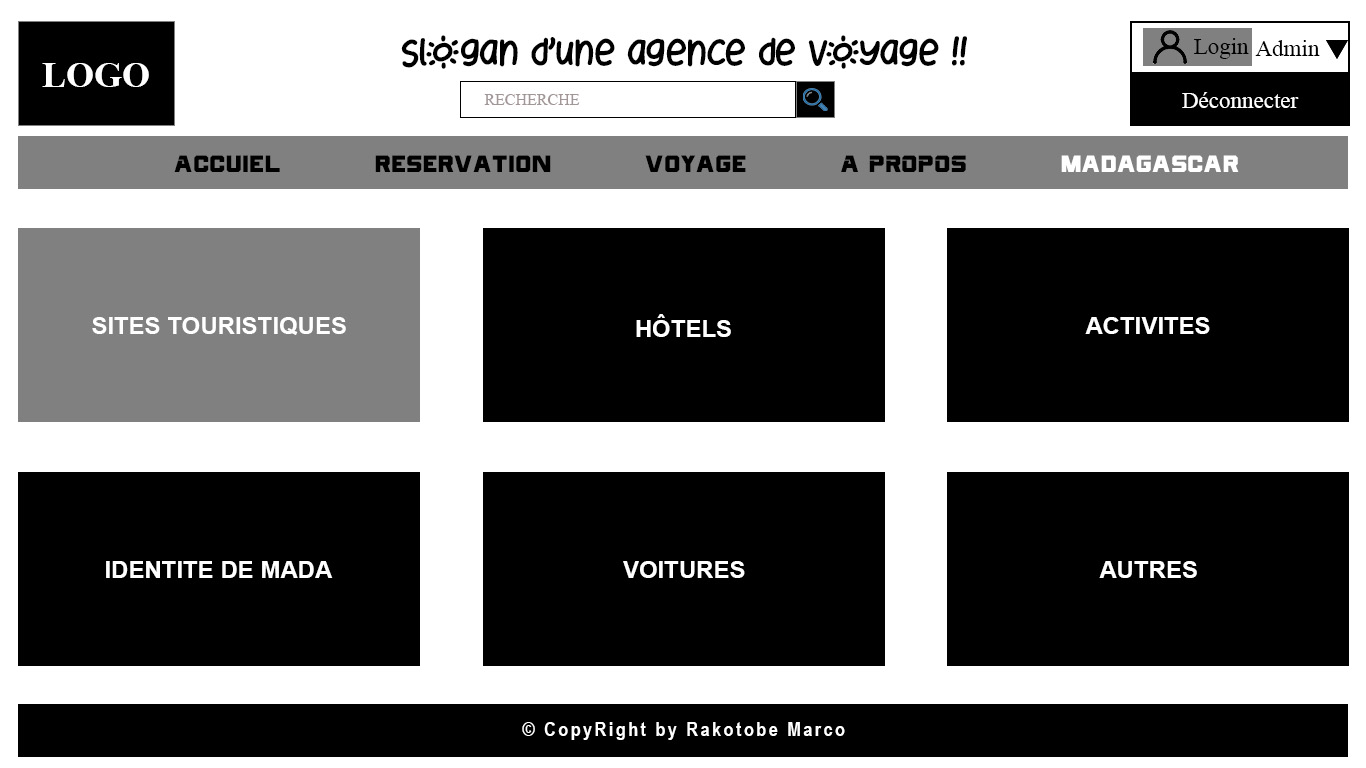 LOGO
slogan d'une agence de voyage !!
RECHERCHE
Login Admin
Déconnecter
ACCUIEL RESERVATION VOYAGE A PROPOS MADAGASCAR
SITES TOURISTIQUES HÔTELS ACTIVITES
IDENTITE DE MADA VOITURES AUTRES
© CopyRight by Rakotobe Marco